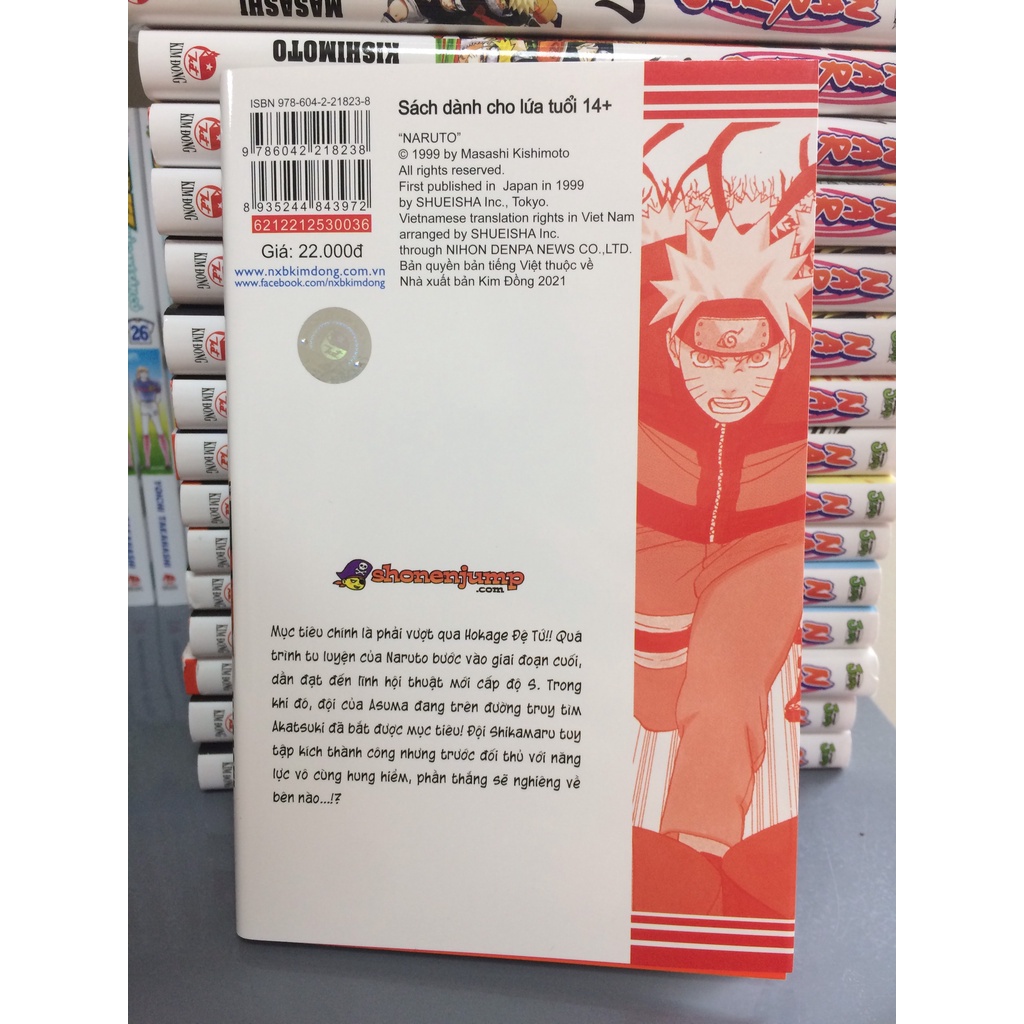 MASASHI
KIM ĐỒNG
KISHIMOTO
ISBN 978-604-2-21823-8
9 786042 218238
8 935244 843972
6212212530036
Giá: 22.000đ
www.nxbkimdong.com.vn
www.facebook.com/nxbkimdong
Sách dành cho lứa tuổi 14+
“NARUTO”
© 1999 by Masashi Kishimoto
All rights reserved.
First published in Japan in 1999
by SHUEISHA Inc., Tokyo.
Vietnamese translation rights in Viet Nam
arranged by SHUEISHA Inc.
through NIHON DENPA NEWS CO.,LTD.
Bản quyền bản tiếng Việt thuộc về
Nhà xuất bản Kim Đồng 2021
shonenjump
.com
Mục tiêu chính là phải vượt qua Hokage Đệ Tứ!! Quá
trình tu luyện của Naruto bước vào giai đoạn cuối,
dần đạt đến lĩnh hội thuật mới cấp độ S. Trong
khi đó, đội của Asuma đang trên đường truy tìm
Akatsuki đã bắt được mục tiêu! Đội Shikamaru tuy
tập kích thành công nhưng trước đối thủ với năng
lực vô cùng hung hiểm, phần thắng sẽ nghiêng về
bên nào...!?
26